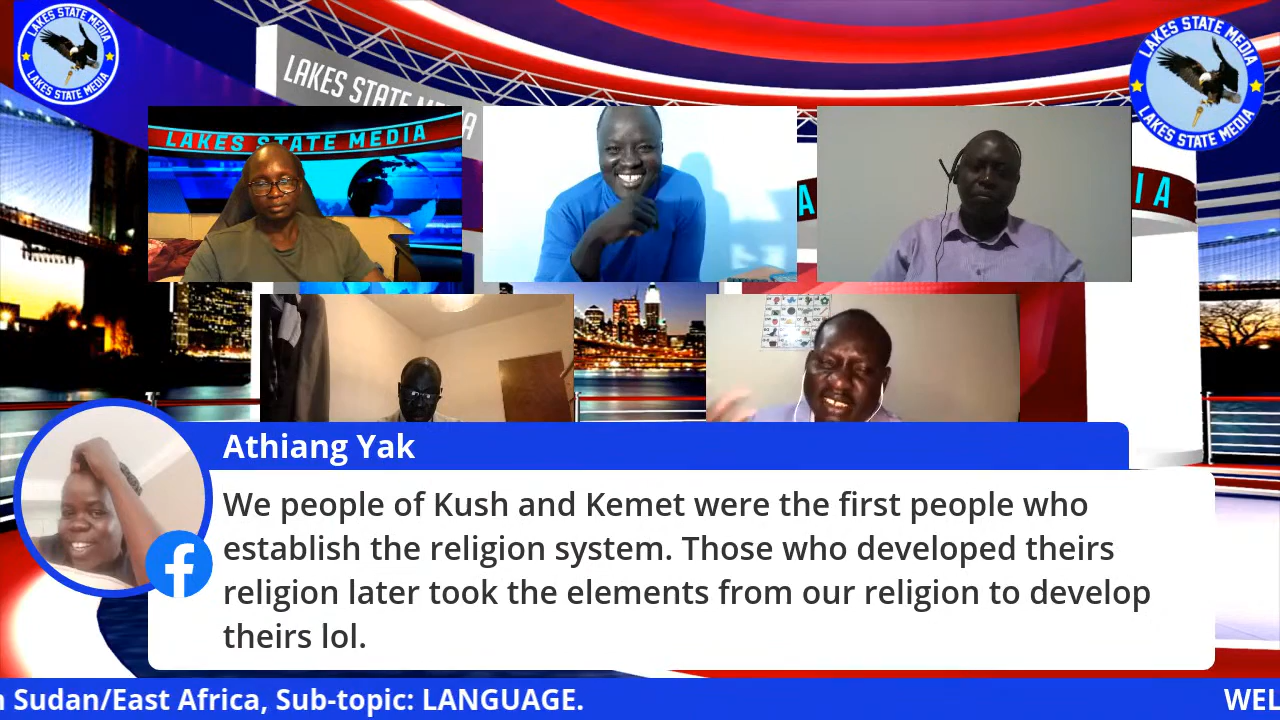 LAKES STATE MEDIA
LAKES STATE MEDIA
LAKES STATE MEDIA
LAKES STATE MEDIA
LAKES STATE
LAKES STATE MEDIA
Athiang Yak
We people of Kush and Kemet were the first people who
establish the religion system. Those who developed theirs
religion later took the elements from our religion to develop
theirs lol.
Sudan/East Africa, Sub-topic: LANGUAGE.
WEL